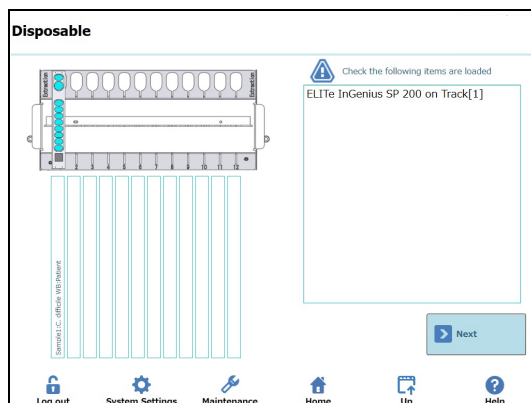 Disposable
Extraction
Extraction
2 3 4 5 6 7 8 9 10 11 12
Sample1:C. difficile WB:Patient
Check the following items are loaded
ELITe InGenius SP 200 on Track[1]
Next
Log out
System Settings
Maintenance
Home
Up
Help